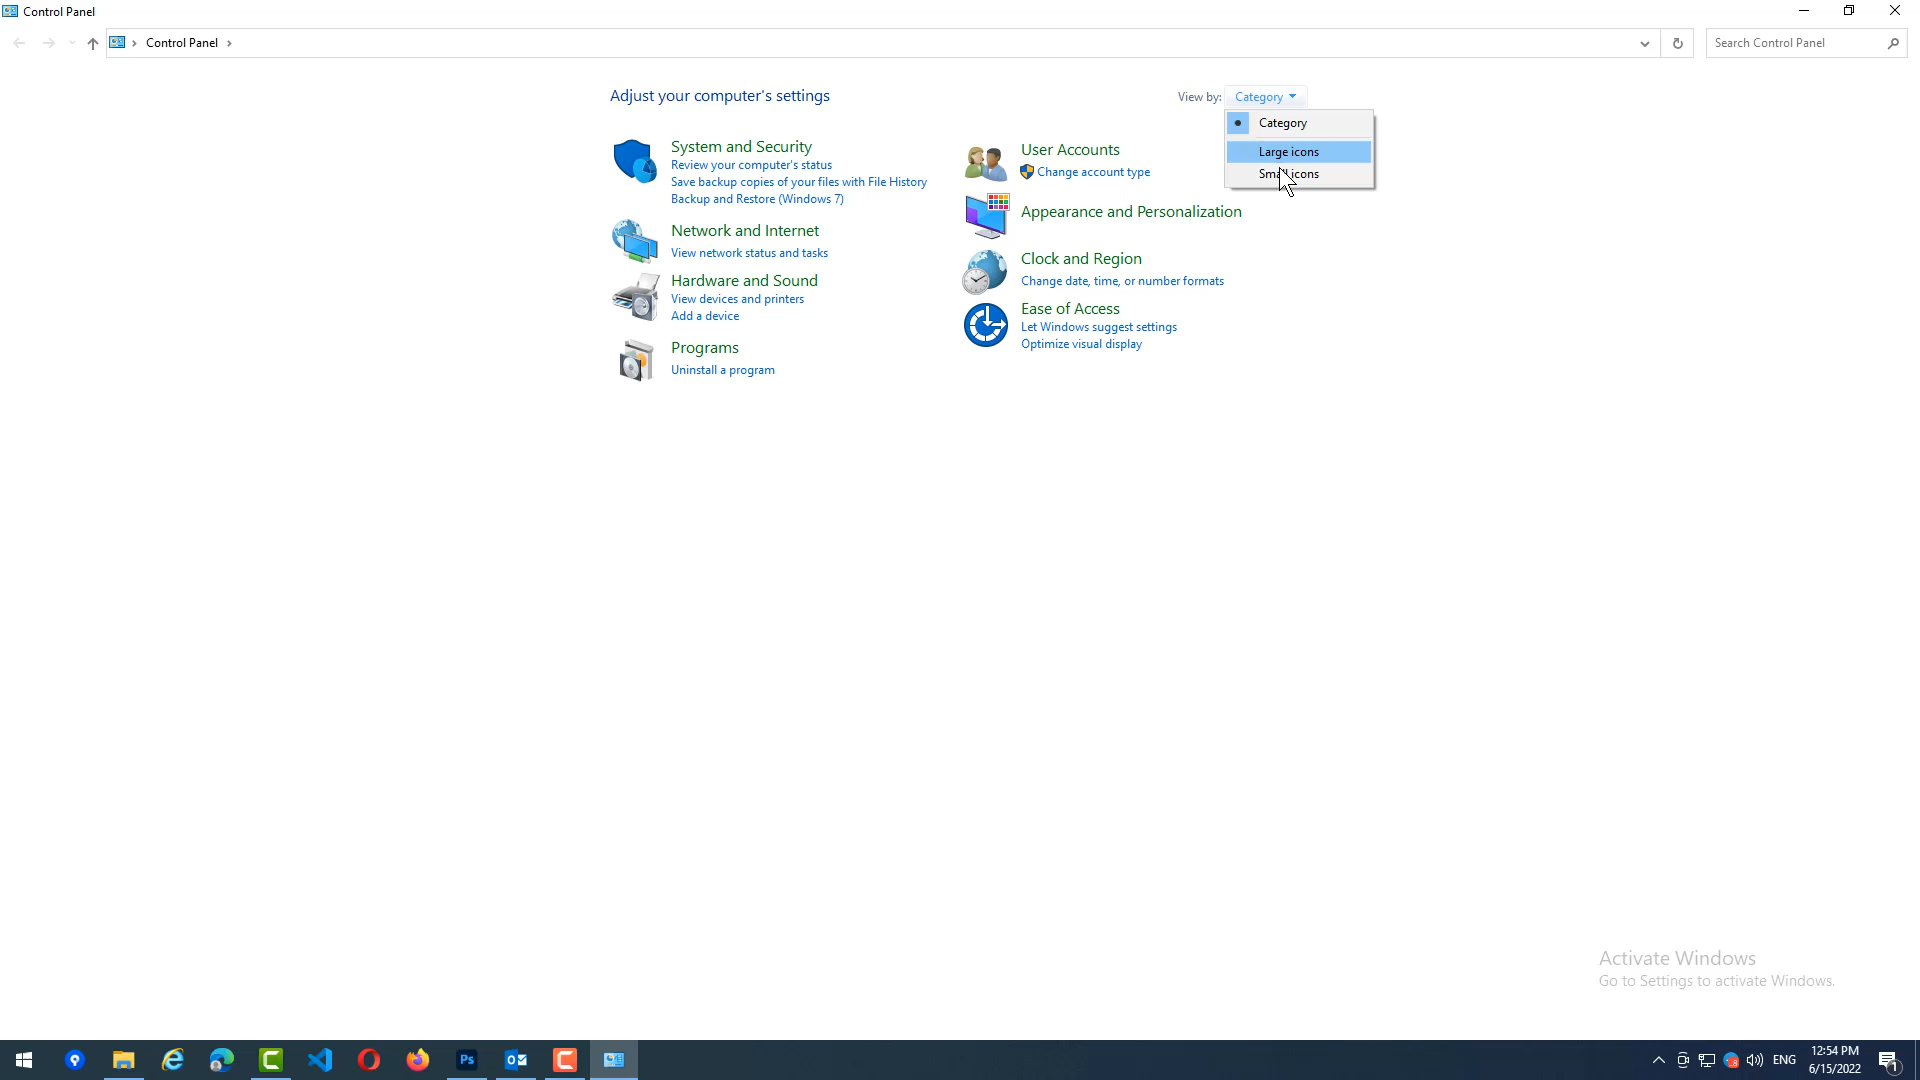 Control Panel
Control Panel
Search Control Panel
Adjust your computer's settings
View by: Category
Category
Large icons
Small icons
System and Security
Review your computer's status
Save backup copies of your files with File History
Backup and Restore (Windows 7)
Network and Internet
View network status and tasks
Hardware and Sound
View devices and printers
Add a device
Programs
Uninstall a program
User Accounts
Change account type
Appearance and Personalization
Clock and Region
Change date, time, or number formats
Ease of Access
Let Windows suggest settings
Optimize visual display
Activate Windows
Go to Settings to activate Windows.
Ps
ENG
12:54 PM
6/15/2022
1